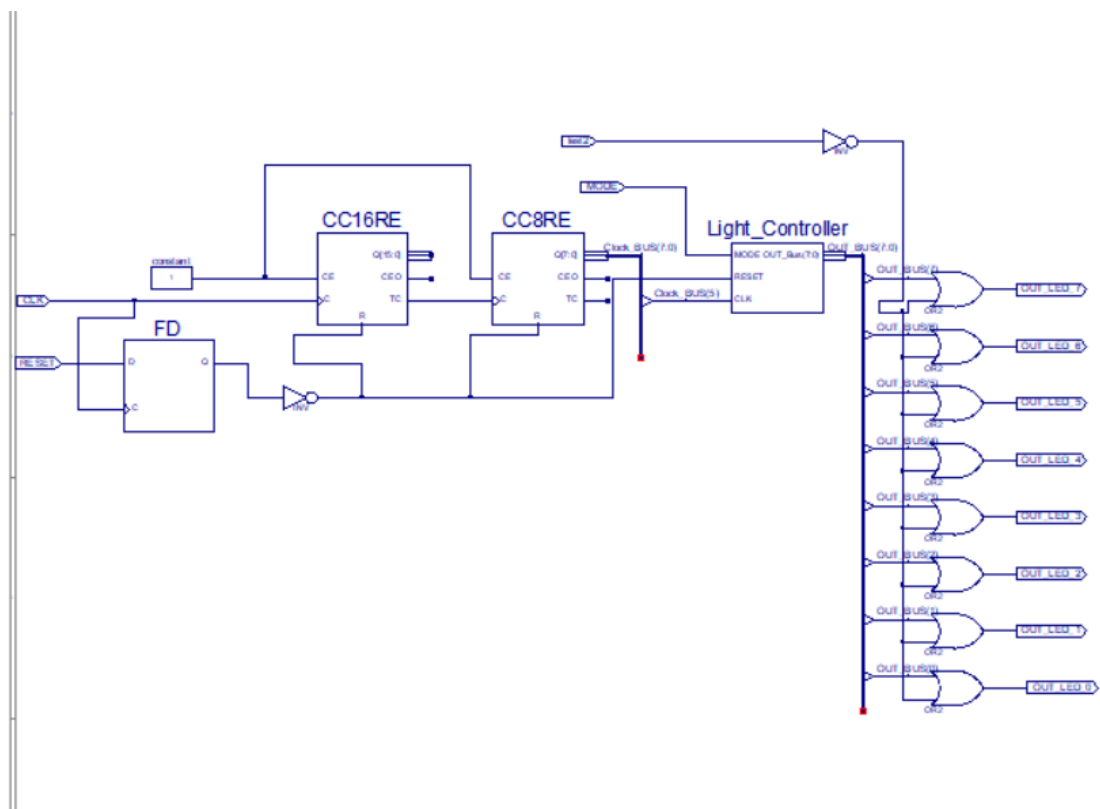 INV
MODE
CC16RE
CC8RE
Light_Controller
Q(15:0)
Q(7:0)
Clock_BUS(7:0)
MODE OUT_Bus(7:0)
OUT_BUS(7:0)
constant
1
CE
CEO
CE
CEO
RESET
OUT_BUS(7)
CLK
C
TC
C
TC
Clock_BUS(5)
CLK
OUT_LED_7
R
R
OR2
FD
OUT_BUS(6)
OUT_LED_6
RESET
D
Q
OR2
INV
OUT_BUS(5)
OUT_LED_5
C
OR2
OUT_BUS(4)
OUT_LED_4
OR2
OUT_BUS(3)
OUT_LED_3
OR2
OUT_BUS(2)
OUT_LED_2
OR2
OUT_BUS(1)
OUT_LED_1
OR2
OUT_BUS(0)
OUT_LED_0
OR2